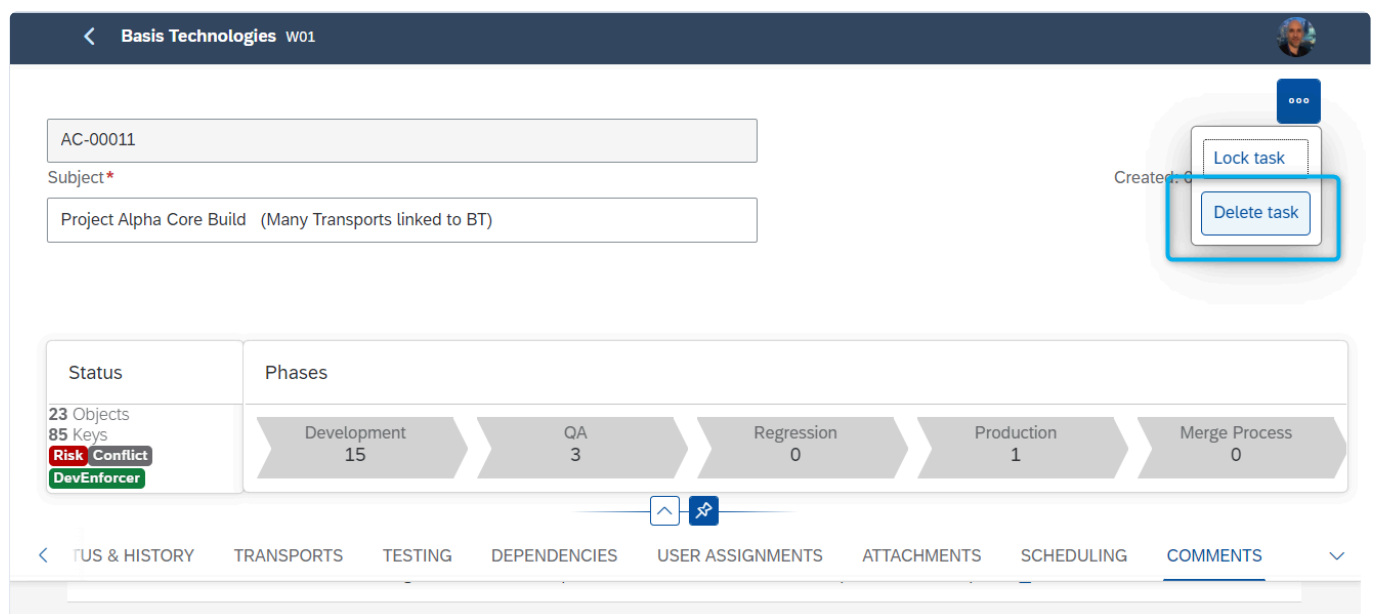 Basis Technologies W01
AC-00011
Lock task
Subject*
Created:
Delete task
Project Alpha Core Build (Many Transports linked to BT)
Status
Phases
23 Objects
85 Keys
Risk Conflict
DevEnforcer
Development
15
QA
3
Regression
0
Production
1
Merge Process
0
TUS & HISTORY
TRANSPORTS
TESTING
DEPENDENCIES
USER ASSIGNMENTS
ATTACHMENTS
SCHEDULING
COMMENTS